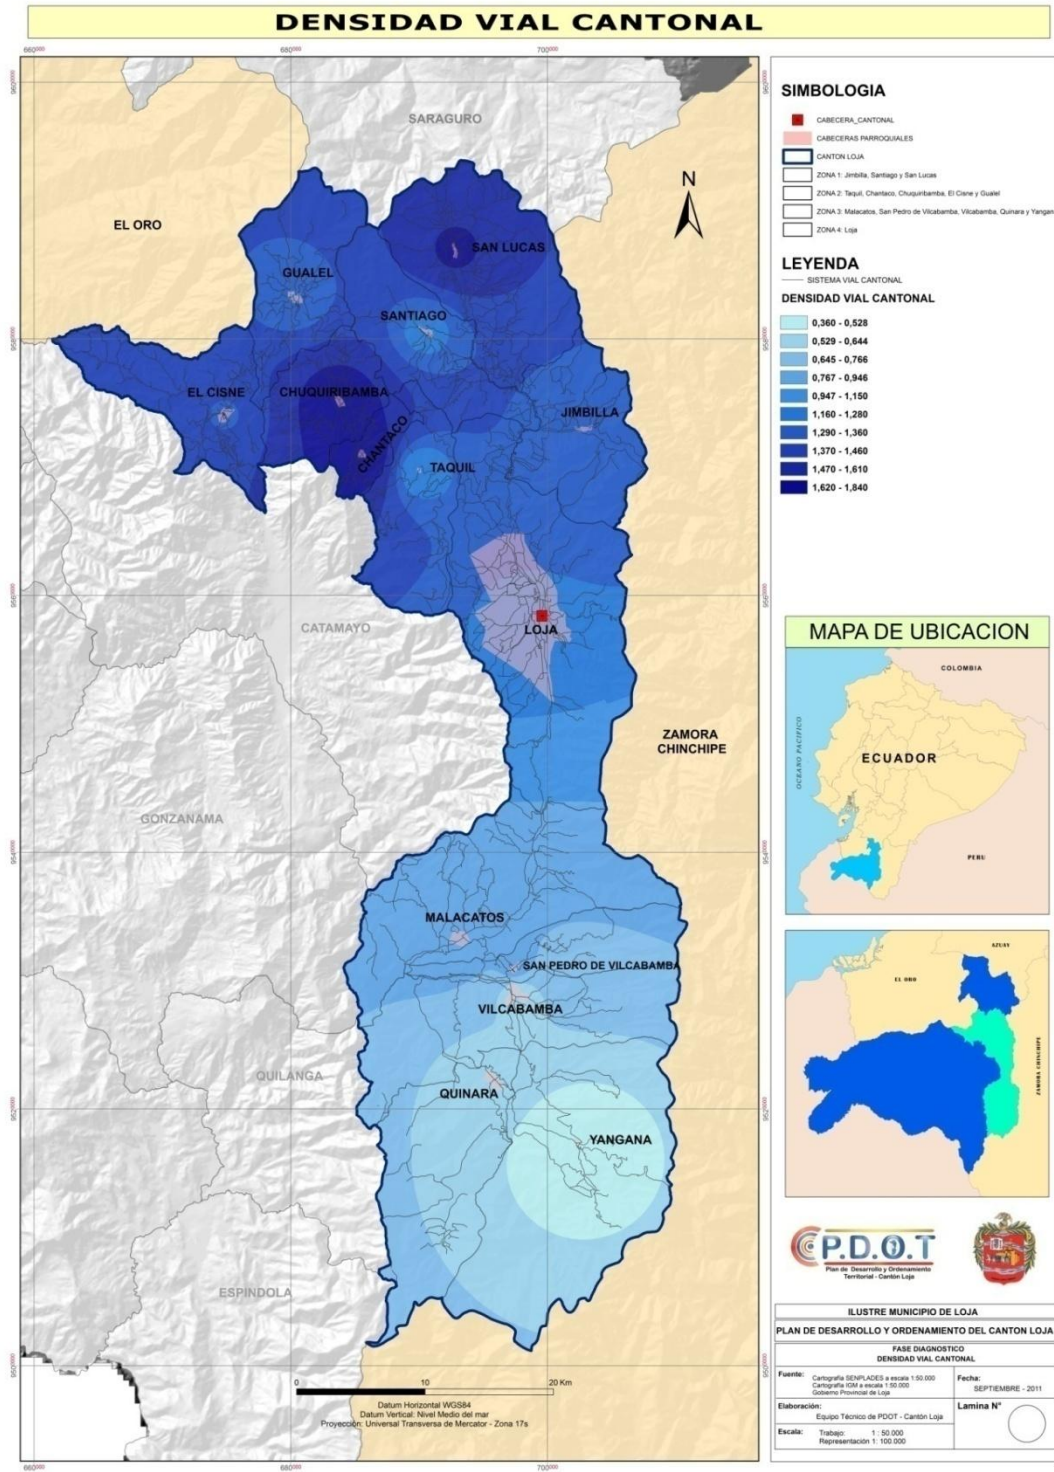 DENSIDAD VIAL CANTONAL
660000
680000
700000
SARAGURO
EL ORO
N
SAN LUCAS
GUALEL
SANTIAGO
EL CISNE
CHUQUIRIBAMBA
JIMBILLA
CHANTACO
TAQUIL
LOJA
CATAMAYO
ZAMORA
CHINCHIPE
GONZANAMA
MALACATOS
SAN PEDRO DE VILCABAMBA
VILCABAMBA
QUILANGA
QUINARA
YANGANA
ESPINDOLA
0 10 20 Km
Datum Horizontal WGS84
Datum Vertical: Nivel Medio del mar
Proyección: Universal Transversa de Mercator - Zona 17s
660000
680000
700000
SIMBOLOGIA
CABECERA_CANTONAL
CABECERAS PARROQUIALES
CANTON LOJA
ZONA 1: Jimbilla, Santiago y San Lucas
ZONA 2: Taquil, Chantaco, Chuquiribamba, El Cisne y Gualel
ZONA 3: Malacatos, San Pedro de Vilcabamba, Vilcabamba, Quinara y Yangan
ZONA 4: Loja
LEYENDA
SISTEMA VIAL CANTONAL
DENSIDAD VIAL CANTONAL
0,360 - 0,528
0,529 - 0,644
0,645 - 0,766
0,767 - 0,946
0,947 - 1,150
1,160 - 1,280
1,290 - 1,360
1,370 - 1,460
1,470 - 1,610
1,620 - 1,840
MAPA DE UBICACION
COLOMBIA
OCEANO PACIFICO
ECUADOR
PERU
AZUAY
EL ORO
ZAMORA CHINCHIPE
P.D.O.T
Plan de Desarrollo y Ordenamiento
Territorial - Cantón Loja
ILUSTRE MUNICIPIO DE LOJA
PLAN DE DESARROLLO Y ORDENAMIENTO DEL CANTON LOJA
FASE DIAGNOSTICO
DENSIDAD VIAL CANTONAL
Fuente: Cartografía SENPLADES a escala 1:50.000
Cartografía IGM a escala 1:50.000
Gobierno Provincial de Loja
Fecha:
SEPTIEMBRE - 2011
Elaboración:
Equipo Técnico de PDOT - Cantón Loja
Lamina N°
Escala: Trabajo: 1 : 50.000
Representación 1: 100.000